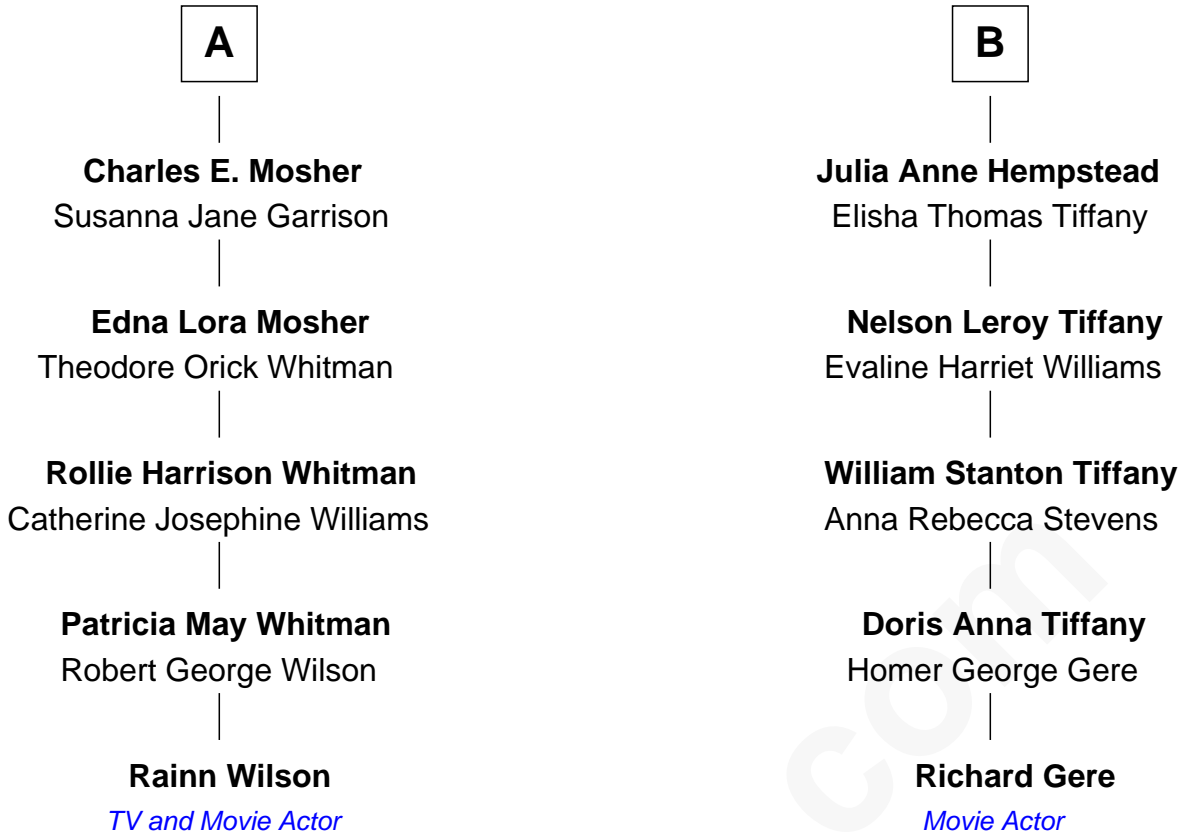 A
Charles E. Mosher
Susanna Jane Garrison
Edna Lora Mosher
Theodore Orick Whitman
Rollie Harrison Whitman
Catherine Josephine Williams
Patricia May Whitman
Robert George Wilson
Rainn Wilson
TV and Movie Actor
B
Julia Anne Hempstead
Elisha Thomas Tiffany
Nelson Leroy Tiffany
Evaline Harriet Williams
William Stanton Tiffany
Anna Rebecca Stevens
Doris Anna Tiffany
Homer George Gere
Richard Gere
Movie Actor
com